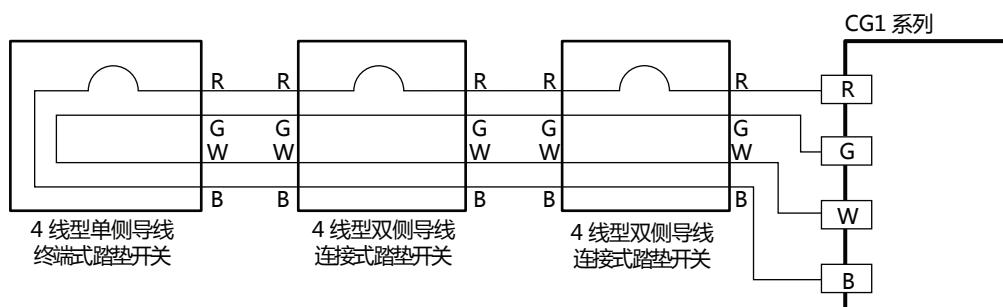 CG1 系列
R R R R R R
G G G G G G
W W W W W W
B B B B B B
4 线型单侧导线
终端式踏垫开关
4 线型双侧导线
连接式踏垫开关
4 线型双侧导线
连接式踏垫开关